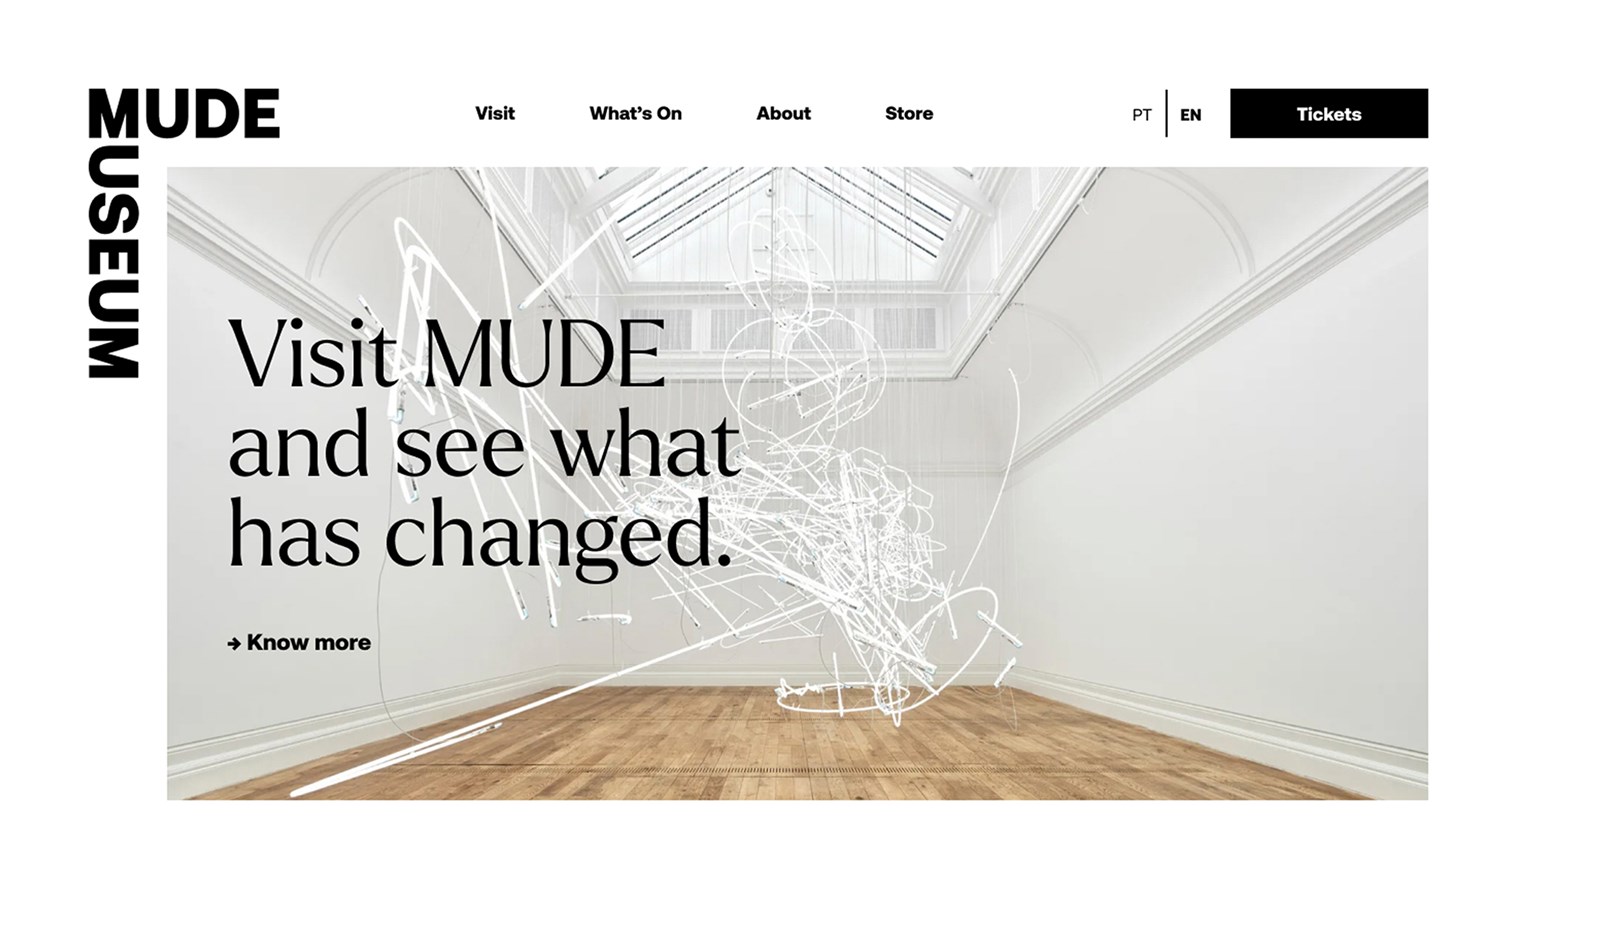 MUDE
MUSEUM
Visit
What’s On
About
Store
PT
EN
Tickets
Visit MUDE
and see what
has changed.
→ Know more